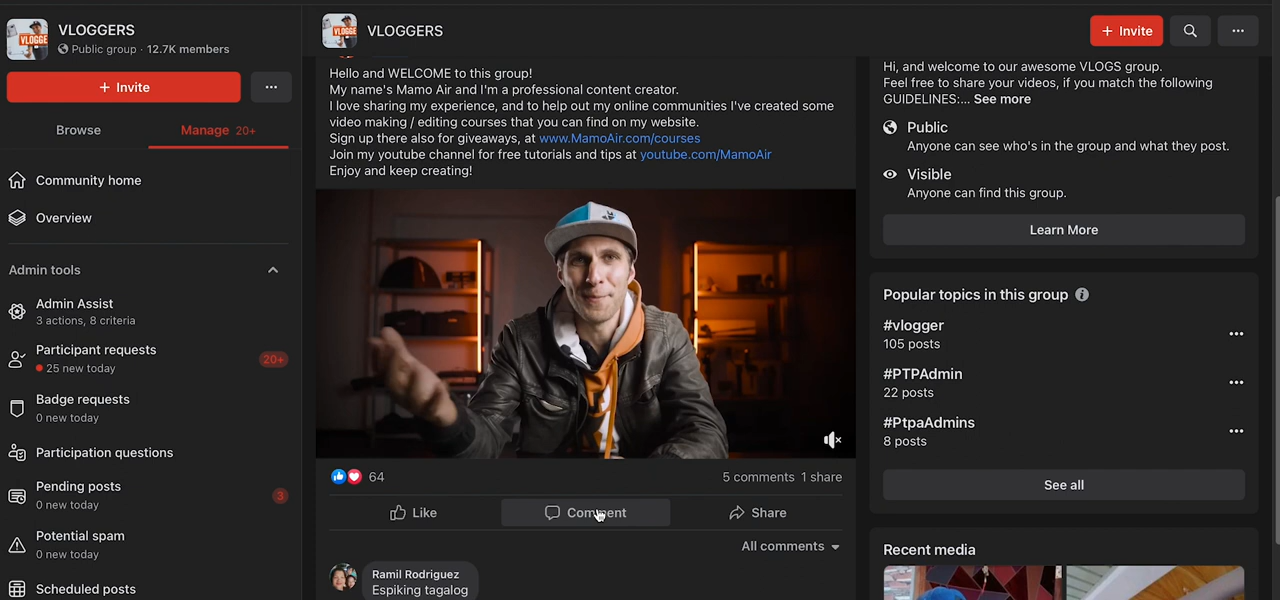 VLOGGERS
Public group · 12.7K members
+ Invite
...
Browse
Manage 20+
Community home
Overview
Admin tools
Admin Assist
3 actions, 8 criteria
Participant requests
25 new today
20+
Badge requests
0 new today
Participation questions
Pending posts
0 new today
3
Potential spam
0 new today
Scheduled posts
VLOGGERS
+ Invite
...
Hello and WELCOME to this group!
My name's Mamo Air and I'm a professional content creator.
I love sharing my experience, and to help out my online communities I've created some
video making / editing courses that you can find on my website.
Sign up there also for giveaways, at www.MamoAir.com/courses
Join my youtube channel for free tutorials and tips at youtube.com/MamoAir
Enjoy and keep creating!
64
5 comments 1 share
Like
Comment
Share
All comments
Ramil Rodriguez
Espiking tagalog
Hi, and welcome to our awesome VLOGS group.
Feel free to share your videos, if you match the following
GUIDELINES:... See more
Public
Anyone can see who's in the group and what they post.
Visible
Anyone can find this group.
Learn More
Popular topics in this group
#vlogger
105 posts
...
#PTPAdmin
22 posts
...
#PtpaAdmins
8 posts
...
See all
Recent media